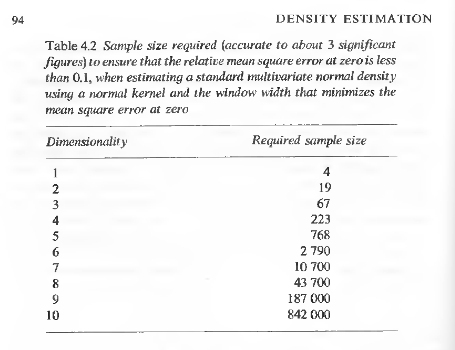 94 DENSITY ESTIMATION
Table 4.2 Sample size required (accurate to about 3 significant
figures) to ensure that the relative mean square error at zero is less
than 0.1, when estimating a standard multivariate normal density
using a normal kernel and the window width that minimizes the
mean square error at zero
Dimensionality Required sample size
1 4
2 19
3 67
4 223
5 768
6 2 790
7 10 700
8 43 700
9 187 000
10 842 000